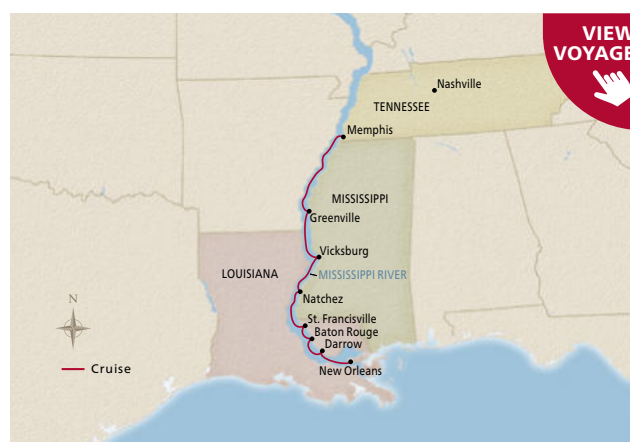 VIEW
VOYAGE
Nashville
TENNESSEE
Memphis
MISSISSIPPI
Greenville
Vicksburg
LOUISIANA
MISSISSIPPI RIVER
Natchez
N
St. Francisville
Baton Rouge
Darrow
Cruise
New Orleans